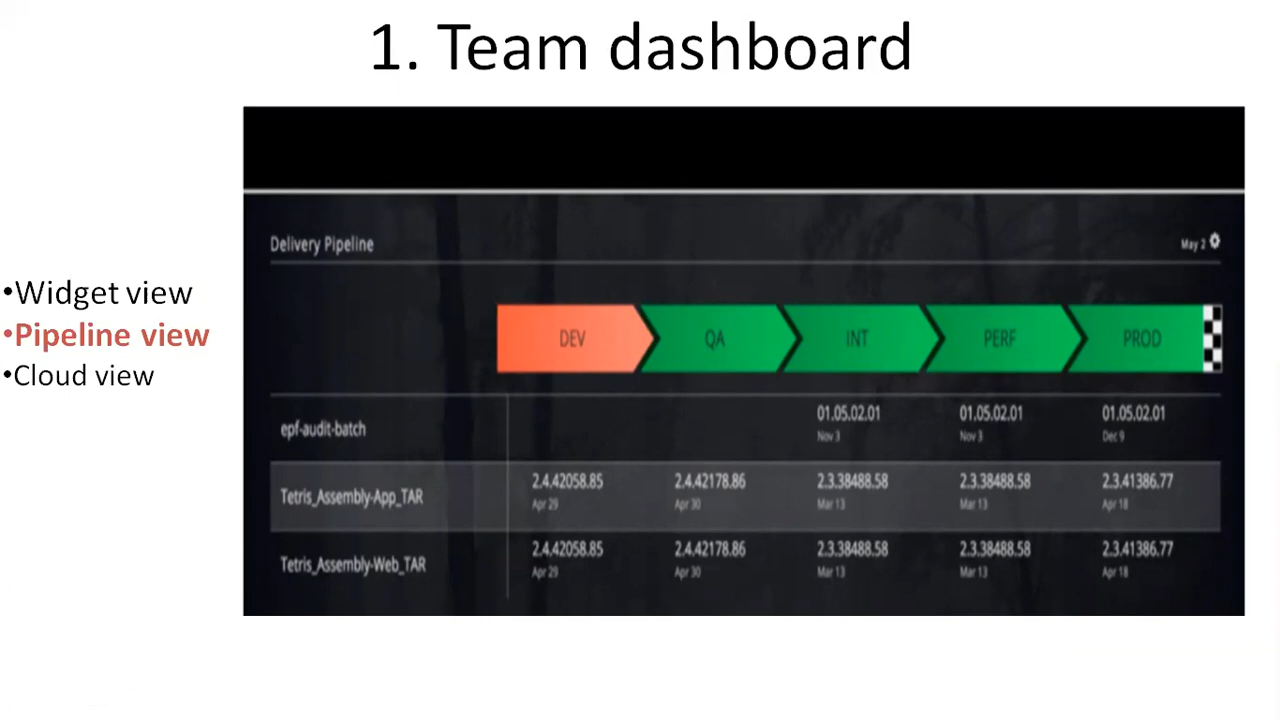 1. Team dashboard
•Widget view
•Pipeline view
•Cloud view
Delivery Pipeline
May 2
DEV QA INT PERF PROD
epf-audit-batch 01.05.02.01 01.05.02.01 01.05.02.01
Nov 3 Nov 3 Dec 9
Tetris_Assembly-App_TAR 2.4.42058.85 2.4.42178.86 2.3.38488.58 2.3.38488.58 2.3.41386.77
Apr 29 Apr 30 Mar 13 Mar 13 Apr 18
Tetris_Assembly-Web_TAR 2.4.42058.85 2.4.42178.86 2.3.38488.58 2.3.38488.58 2.3.41386.77
Apr 29 Apr 30 Mar 13 Mar 13 Apr 18